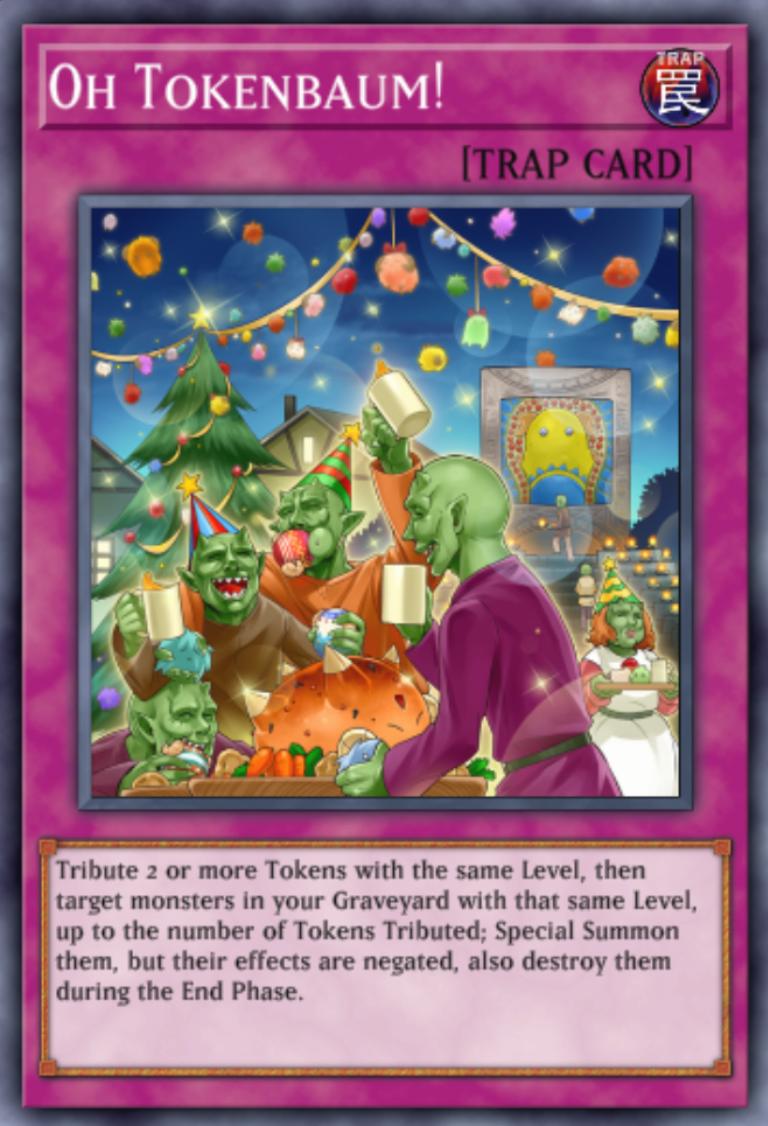 Oh Tokenbaum!
TRAP
罠
[TRAP CARD]
Tribute 2 or more Tokens with the same Level, then
target monsters in your Graveyard with that same Level,
up to the number of Tokens Tributed; Special Summon
them, but their effects are negated, also destroy them
during the End Phase.